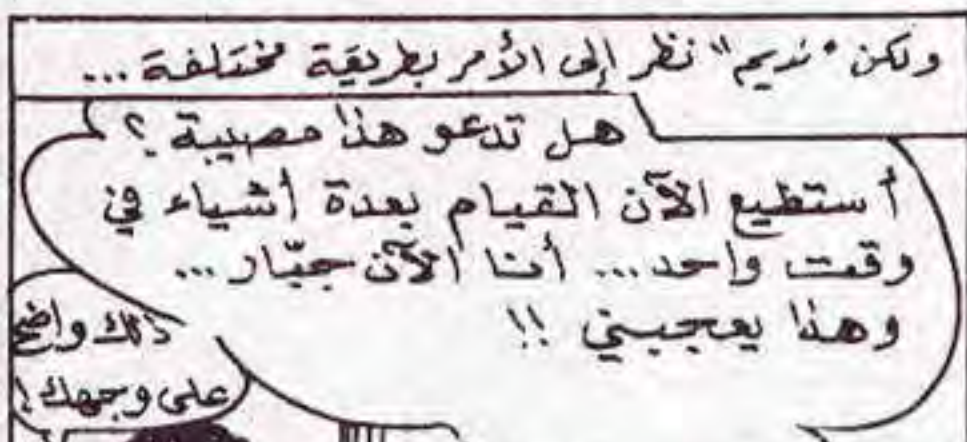 ولكن "نديم" نظر إلى الأمر بطريقة مختلفة...
هل تدعو هذا مصيبة ؟
أستطيع الآن القيام بعدة أشياء في
وقت واحد... أنا الآن جبّار...
وهذا يعجبني !!
ذلك واضح
على وجهك!